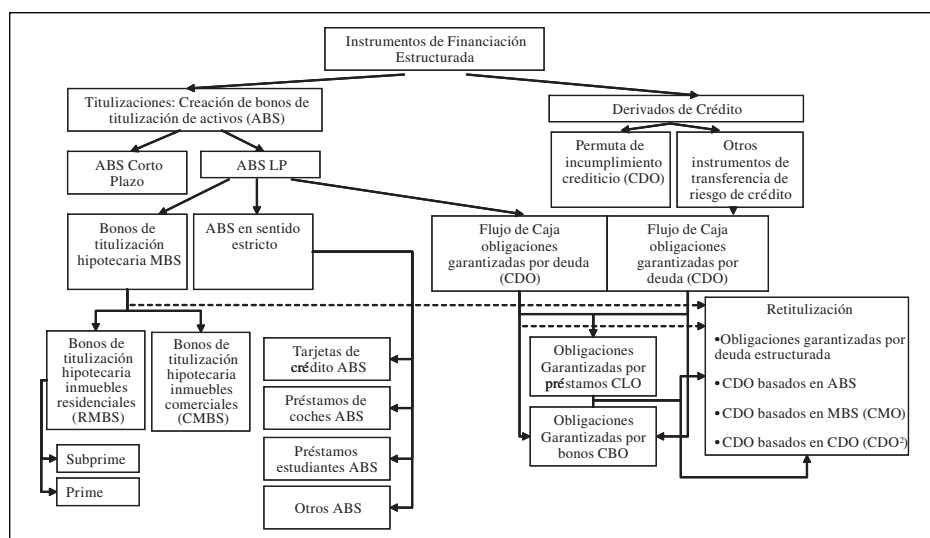 Instrumentos de Financiación
Estructurada
Titulizaciones: Creación de bonos de
titulización de activos (ABS)
Derivados de Crédito
ABS Corto
Plazo
ABS LP
Permuta de
incumplimiento
crediticio (CDO)
Otros
instrumentos de
transferencia de
riesgo de crédito
Bonos de
titulización
hipotecaria MBS
ABS en sentido
estricto
Flujo de Caja
obligaciones
garantizadas por
deuda (CDO)
Flujo de Caja
obligaciones
garantizadas por
deuda (CDO)
Bonos de
titulización
hipotecaria
inmuebles
residenciales
(RMBS)
Bonos de
titulización
hipotecaria
inmuebles
comerciales (CMBS)
Subprime
Prime
Tarjetas de
crédito ABS
Préstamos de
coches ABS
Préstamos
estudiantes ABS
Otros ABS
Obligaciones
Garantizadas por
préstamos CLO
Obligaciones
Garantizadas por
bonos CBO
Retitulización
•Obligaciones garantizadas por
deuda estructurada
•CDO basados en ABS
•CDO basados en MBS (CMO)
•CDO basados en CDO (CDO²)